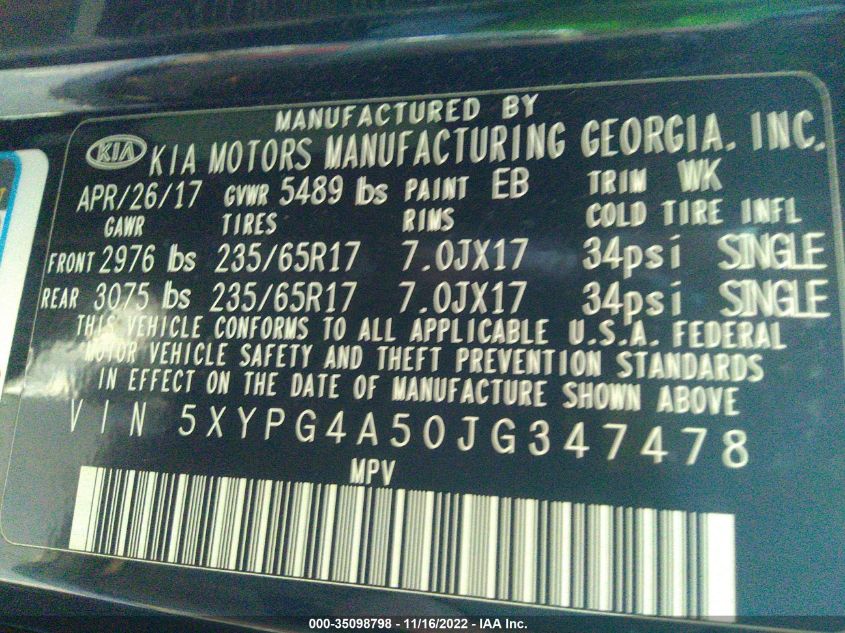 MANUFACTURED BY
KIA KIA MOTORS MANUFACTURING GEORGIA, INC.
APR/26/17 GVWR 5489 lbs PAINT EB TRIM WK
GAWR TIRES RIMS COLD TIRE INFL
FRONT 2976 lbs 235/65R17 7.0JX17 34psi SINGLE
REAR 3075 lbs 235/65R17 7.0JX17 34psi SINGLE
THIS VEHICLE CONFORMS TO ALL APPLICABLE U.S.A. FEDERAL
MOTOR VEHICLE SAFETY AND THEFT PREVENTION STANDARDS
IN EFFECT ON THE DATE OF MANUFACTURE SHOWN ABOVE
VIN 5XYPG4A50JG347478
MPV
000-35098798 - 11/16/2022 - IAA Inc.